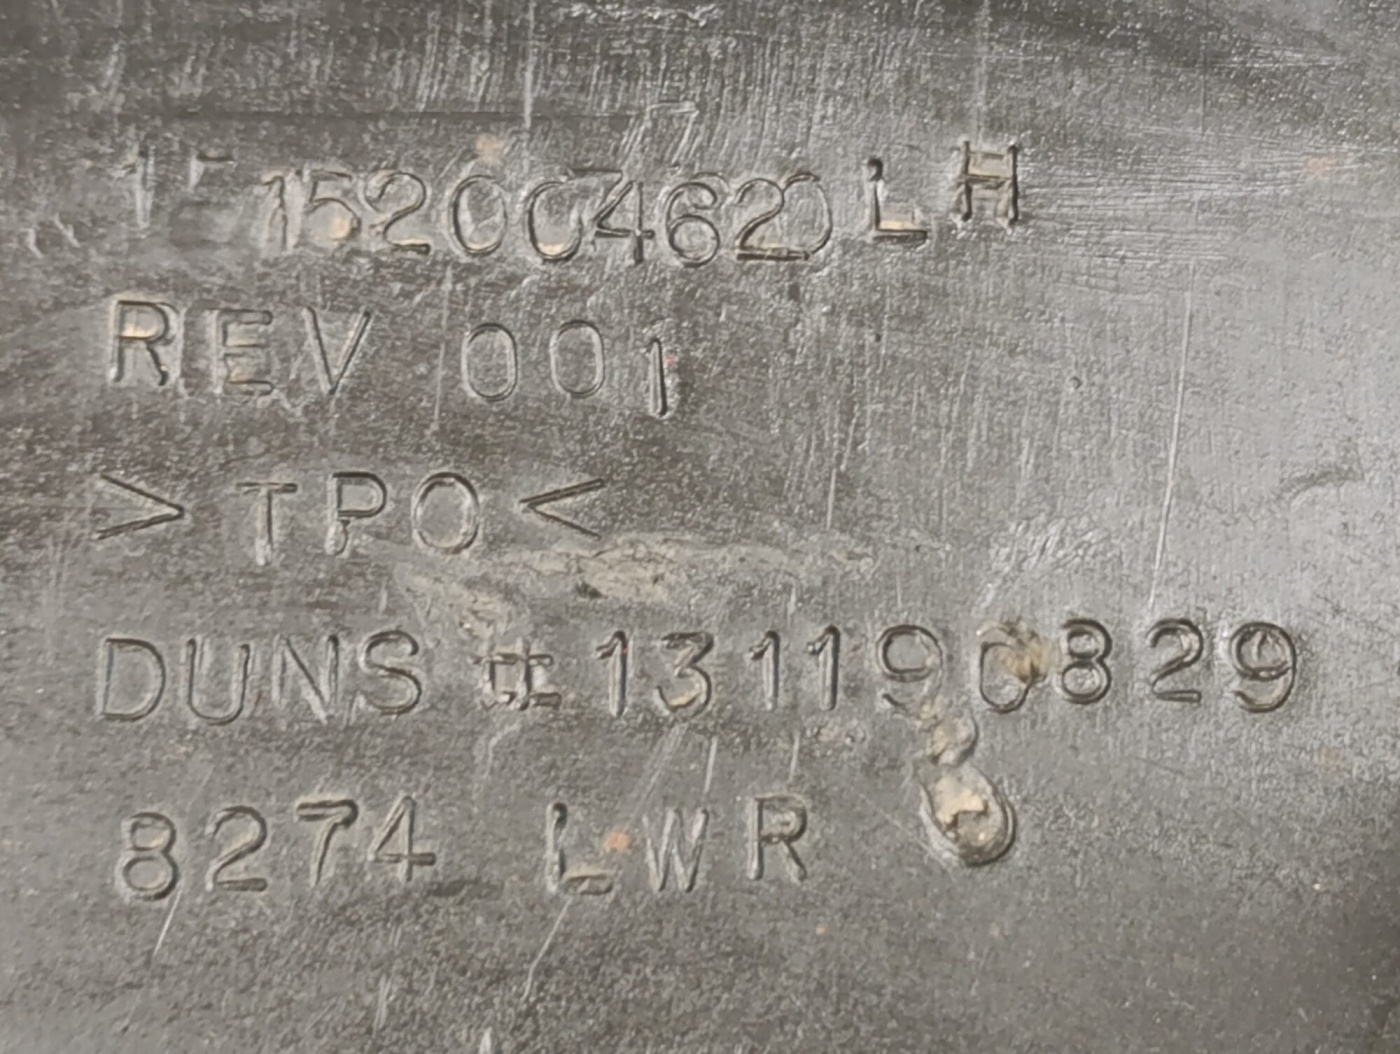 15200462 LH
REV 001
>TPO<
DUNS #131190829
8274 LWR